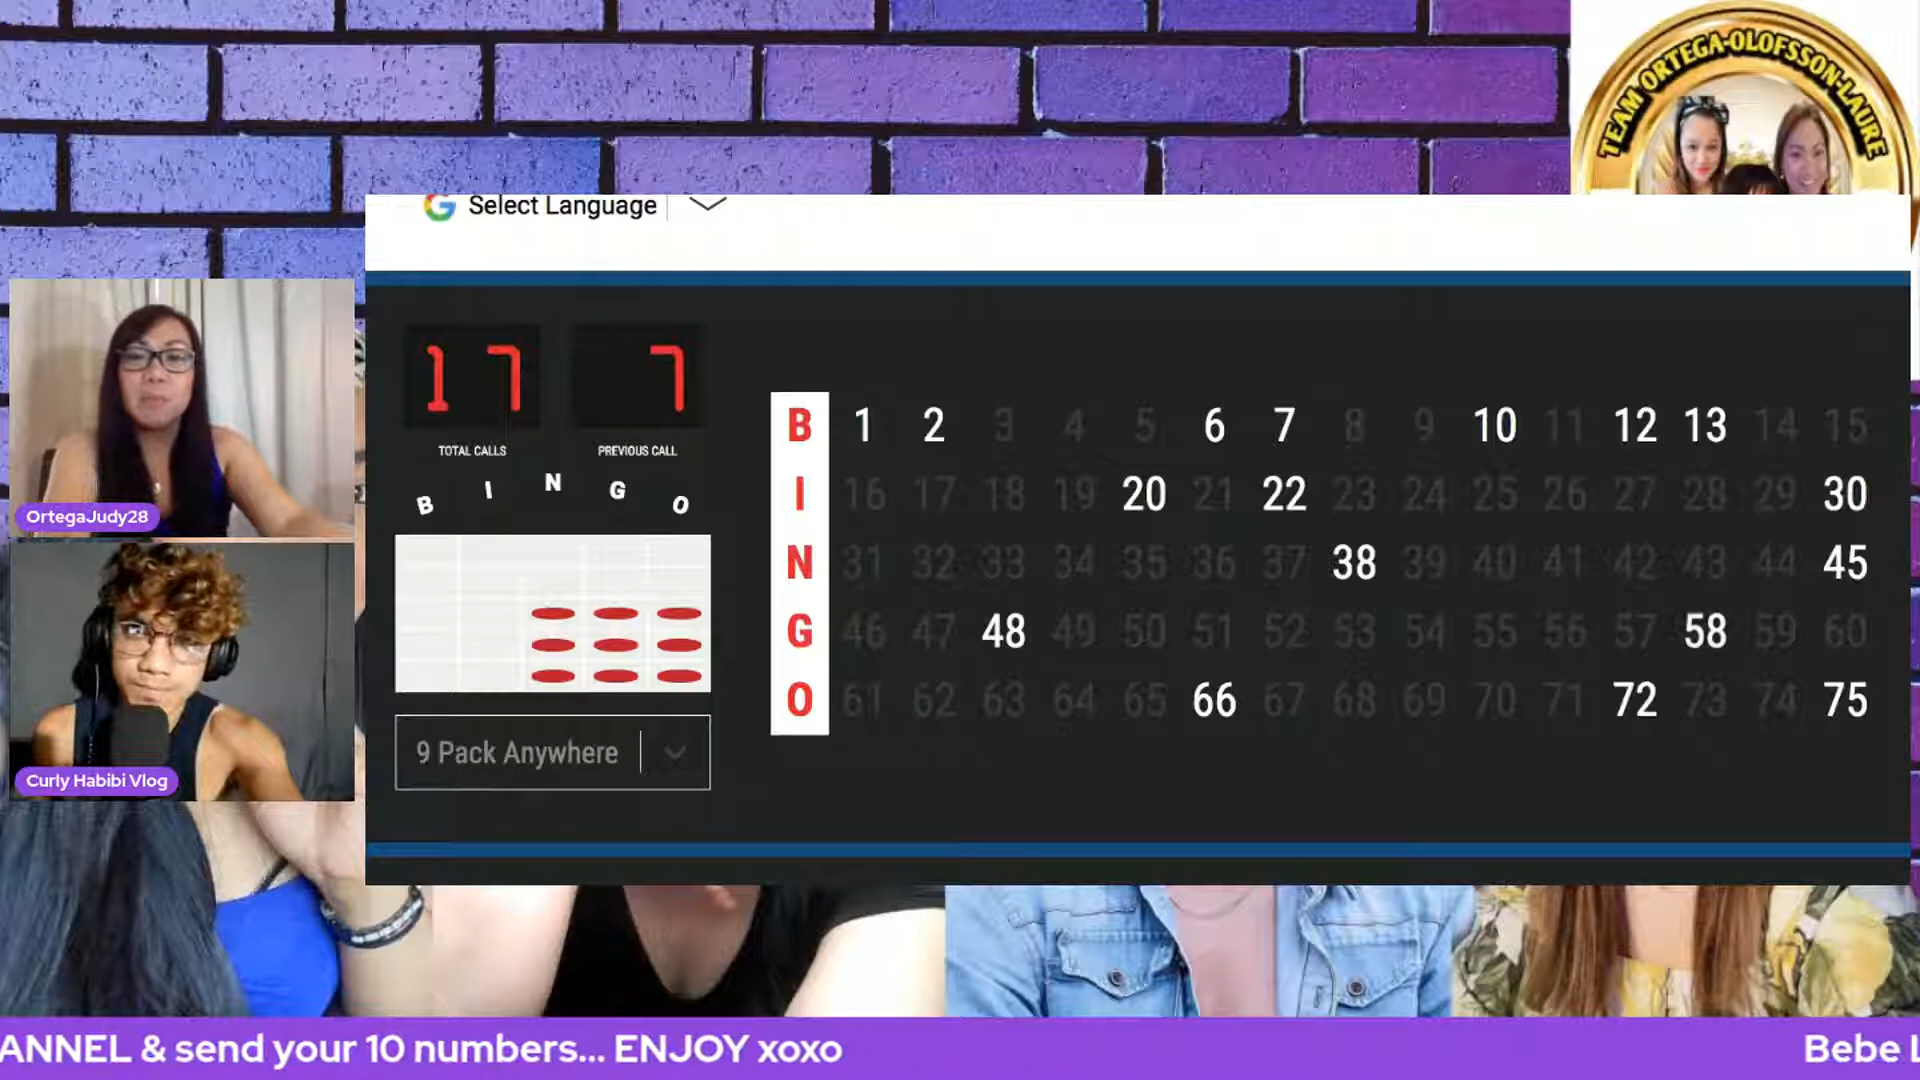 TEAM ORTEGA-OLOFSSON-LAURE
Select Language
17 7
TOTAL CALLS PREVIOUS CALL
B I N G O
9 Pack Anywhere
B 1 2 3 4 5 6 7 8 9 10 11 12 13 14 15
I 16 17 18 19 20 21 22 23 24 25 26 27 28 29 30
N 31 32 33 34 35 36 37 38 39 40 41 42 43 44 45
G 46 47 48 49 50 51 52 53 54 55 56 57 58 59 60
O 61 62 63 64 65 66 67 68 69 70 71 72 73 74 75
OrtegaJudy28
Curly Habibi Vlog
ANNEL & send your 10 numbers... ENJOY xoxo
Bebe L